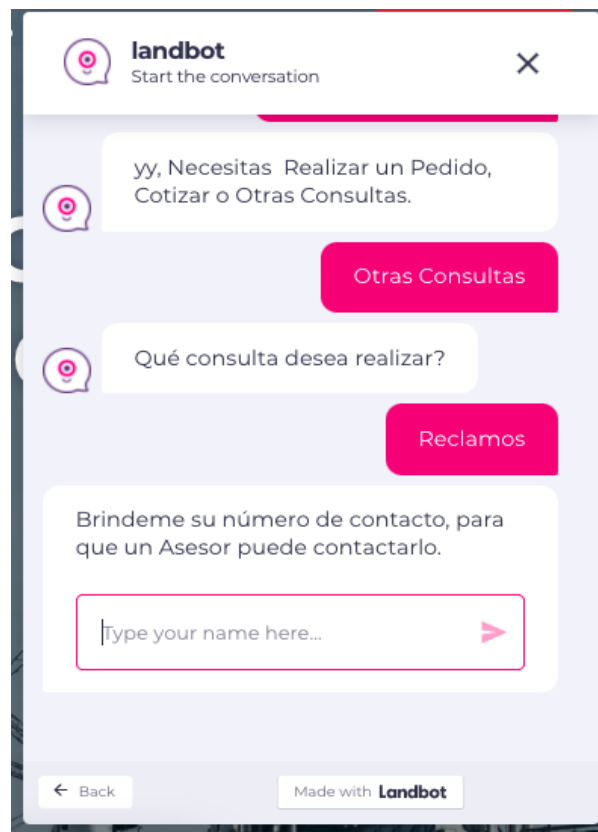 landbot
Start the conversation
yy, Necesitas Realizar un Pedido,
Cotizar o Otras Consultas.
Otras Consultas
Qué consulta desea realizar?
Reclamos
Brindeme su número de contacto, para
que un Asesor puede contactarlo.
Type your name here...
Back
Made with Landbot